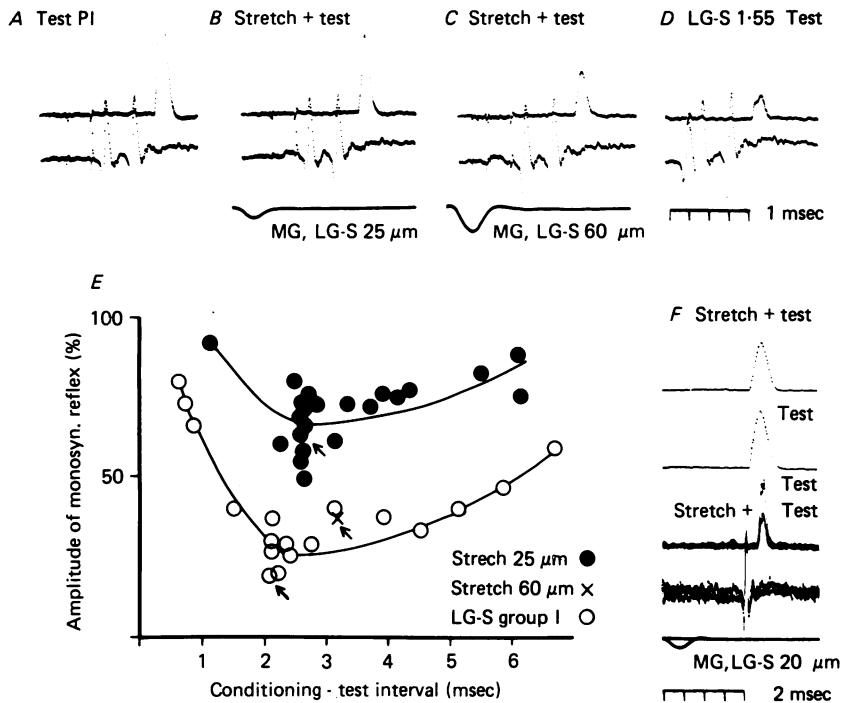 A Test PI
B Stretch + test
C Stretch + test
D LG-S 1·55 Test
MG, LG-S 25 μm
MG, LG-S 60 μm
1 msec
E
100
50
Amplitude of monosyn. reflex (%)
Strech 25 μm
Stretch 60 μm
LG-S group I
1 2 3 4 5 6
Conditioning - test interval (msec)
F Stretch + test
Test
Test
Stretch + Test
MG, LG-S 20 μm
2 msec